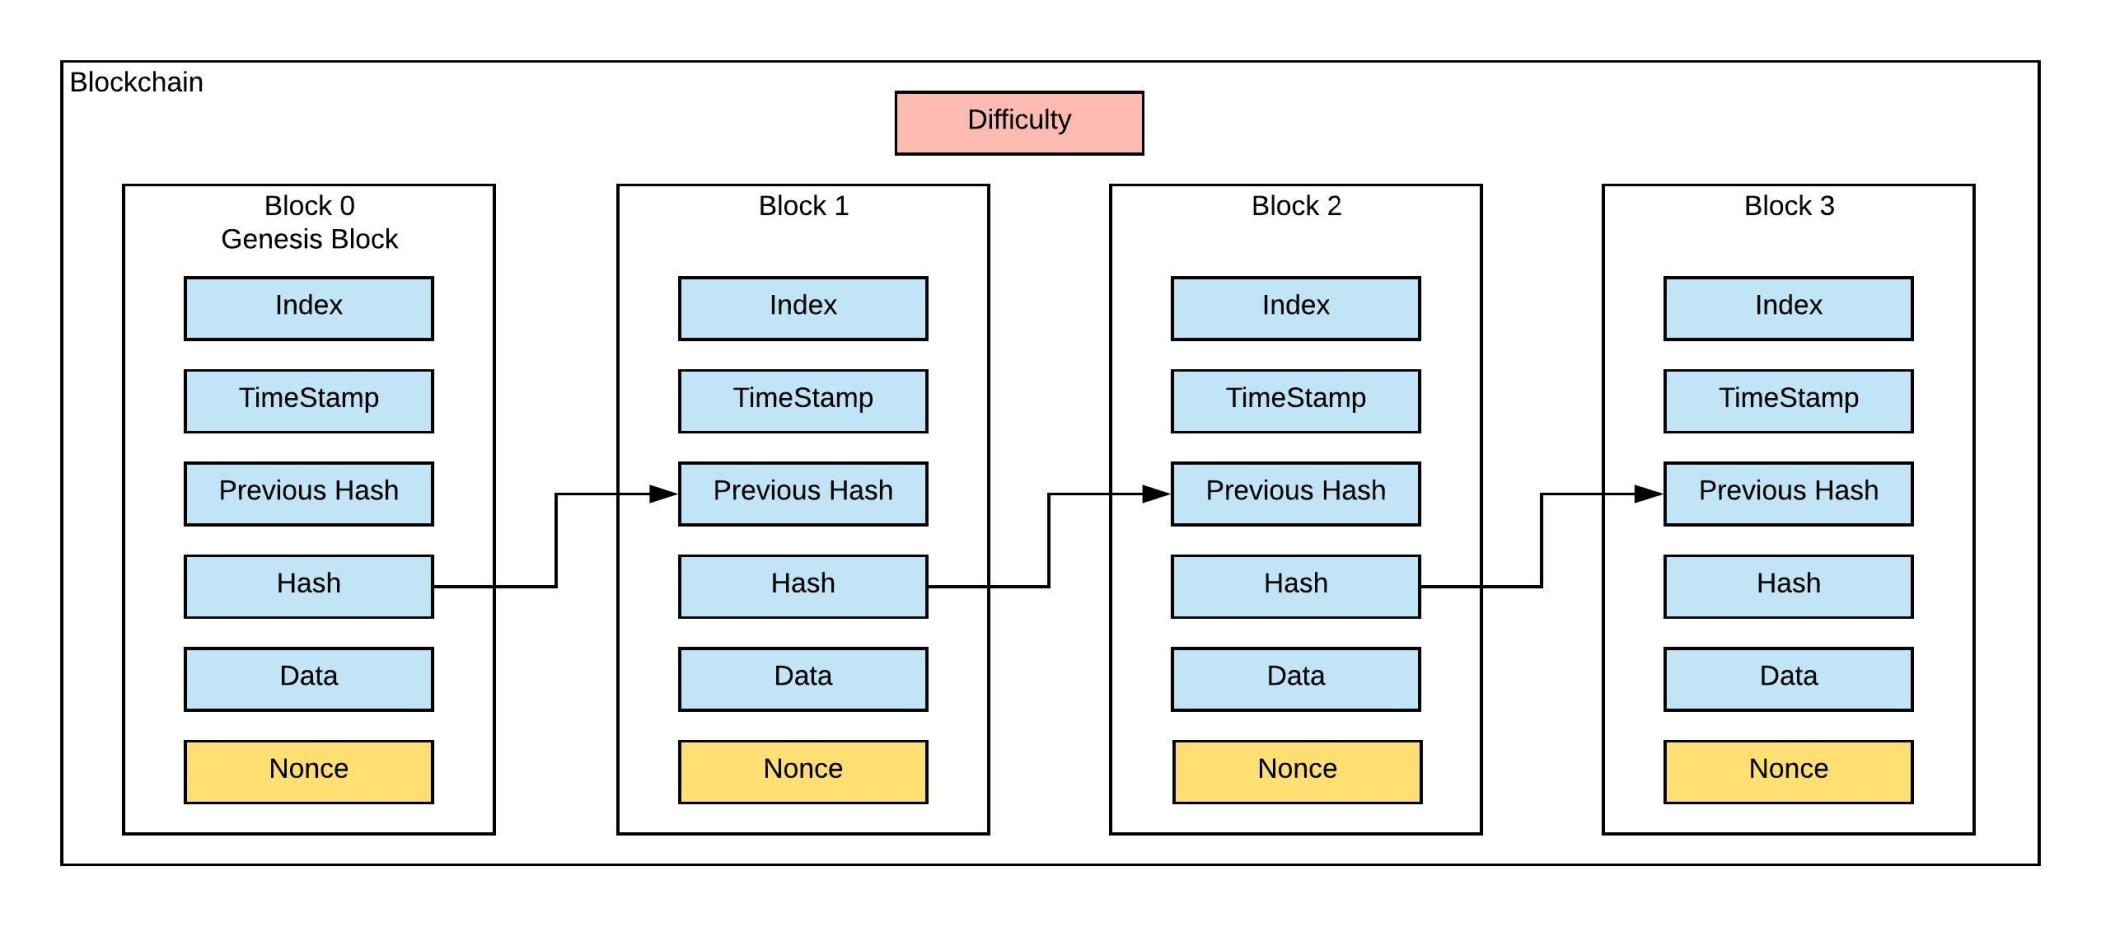 Blockchain
Difficulty
Block 0
Genesis Block
Index
TimeStamp
Previous Hash
Hash
Data
Nonce
Block 1
Index
TimeStamp
Previous Hash
Hash
Data
Nonce
Block 2
Index
TimeStamp
Previous Hash
Hash
Data
Nonce
Block 3
Index
TimeStamp
Previous Hash
Hash
Data
Nonce